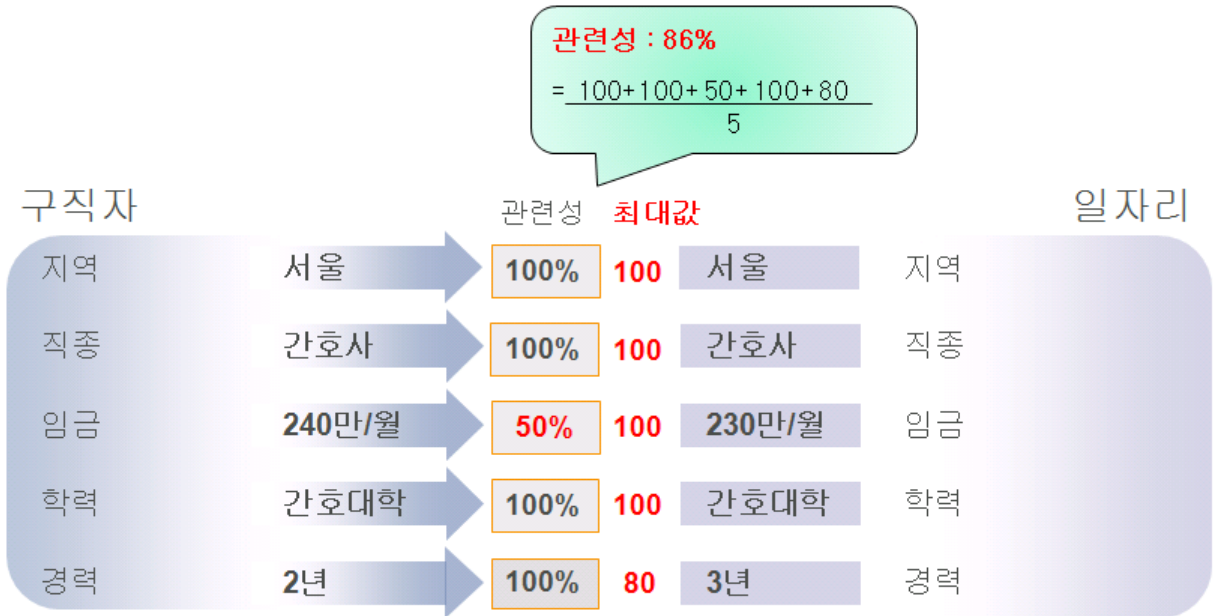 관련성 : 86%
= 100+100+50+100+80
5
구직자 관련성 최대값 일자리
지역 서울 100% 100 서울 지역
직종 간호사 100% 100 간호사 직종
임금 240만/월 50% 100 230만/월 임금
학력 간호대학 100% 100 간호대학 학력
경력 2년 100% 80 3년 경력